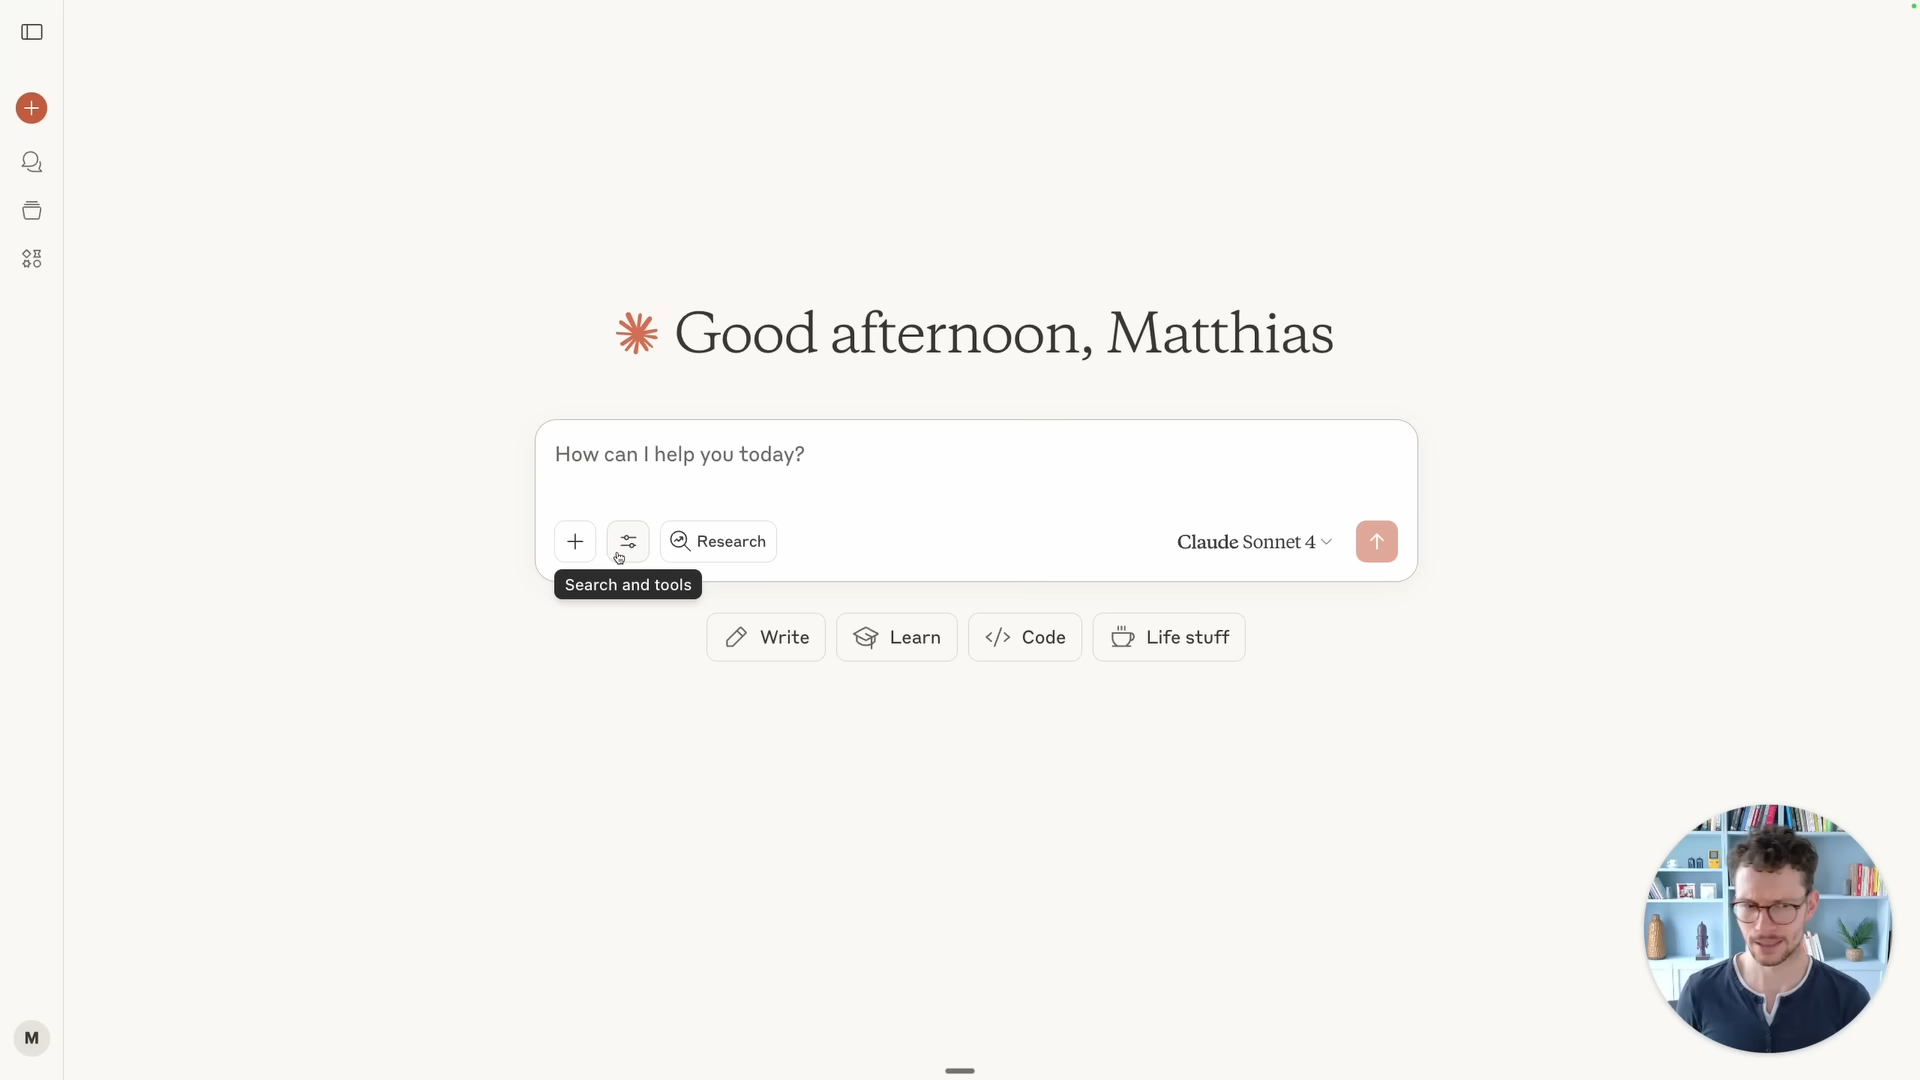 Good afternoon, Matthias
How can I help you today?
Research
Claude Sonnet 4
Search and tools
Write
Learn
Code
Life stuff
M